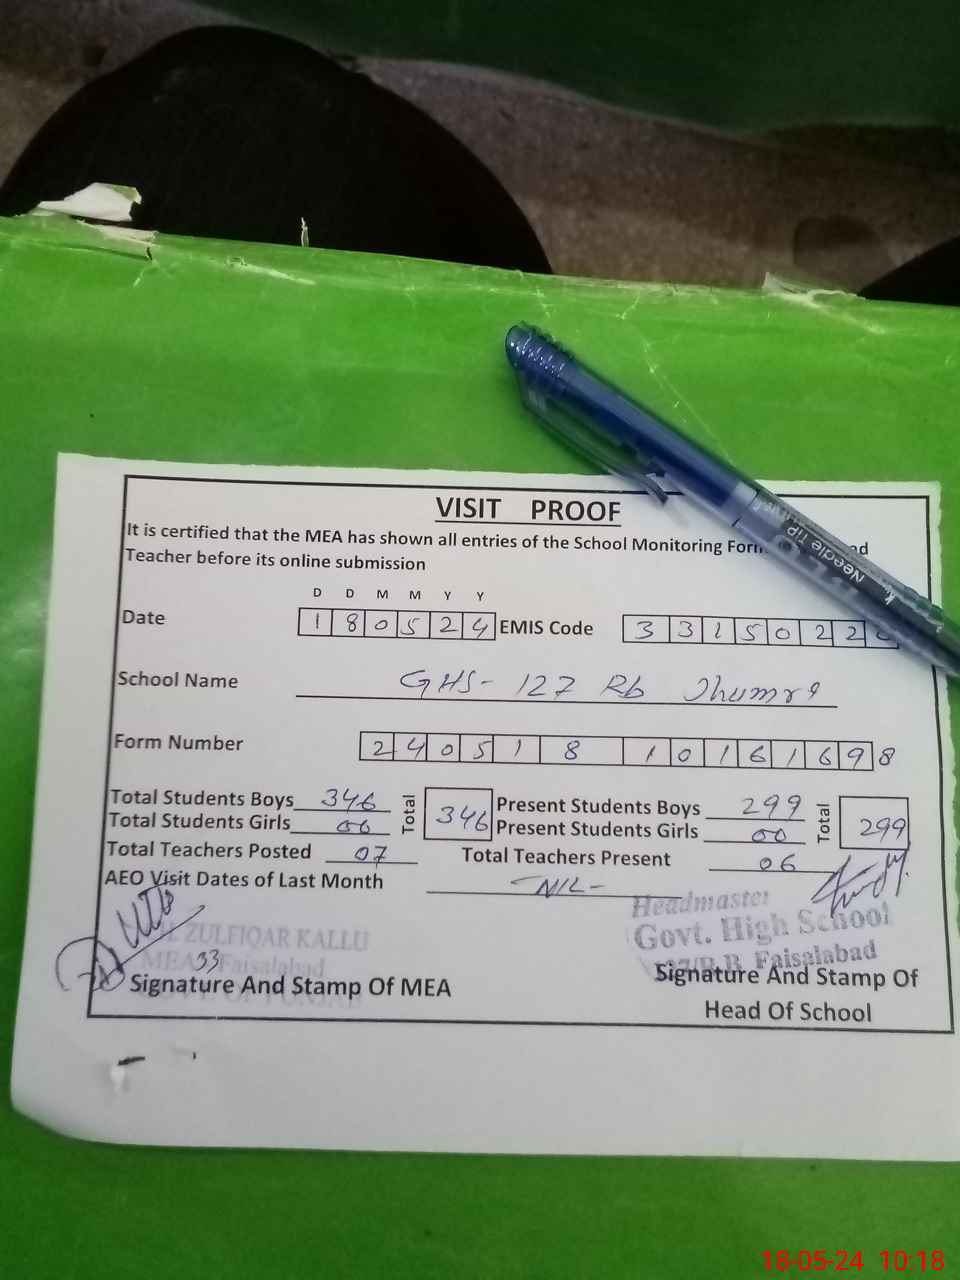 VISIT PROOF
It is certified that the MEA has shown all entries of the School Monitoring
Teacher before its online submission
D D M M Y Y
Date 1 8 0 5 2 4 EMIS Code 3 3 1 5 0 2 2
School Name GHS- 127 Rb Jhumra
Form Number 2 4 0 5 1 8 1 0 1 6 1 6 9 8
Total Students Boys 346 Total 346 Present Students Boys 299 Total 299
Total Students Girls 00 Present Students Girls 00
Total Teachers Posted 07 Total Teachers Present 06
AEO Visit Dates of Last Month -NIL-
ZULFIQAR KALLU
MEA 33 Faisalabad
Signature And Stamp Of MEA
Headmaster
Govt. High School
127/R.B. Faisalabad
Signature And Stamp Of
Head Of School
Needle Tip
18-05-24 10:18